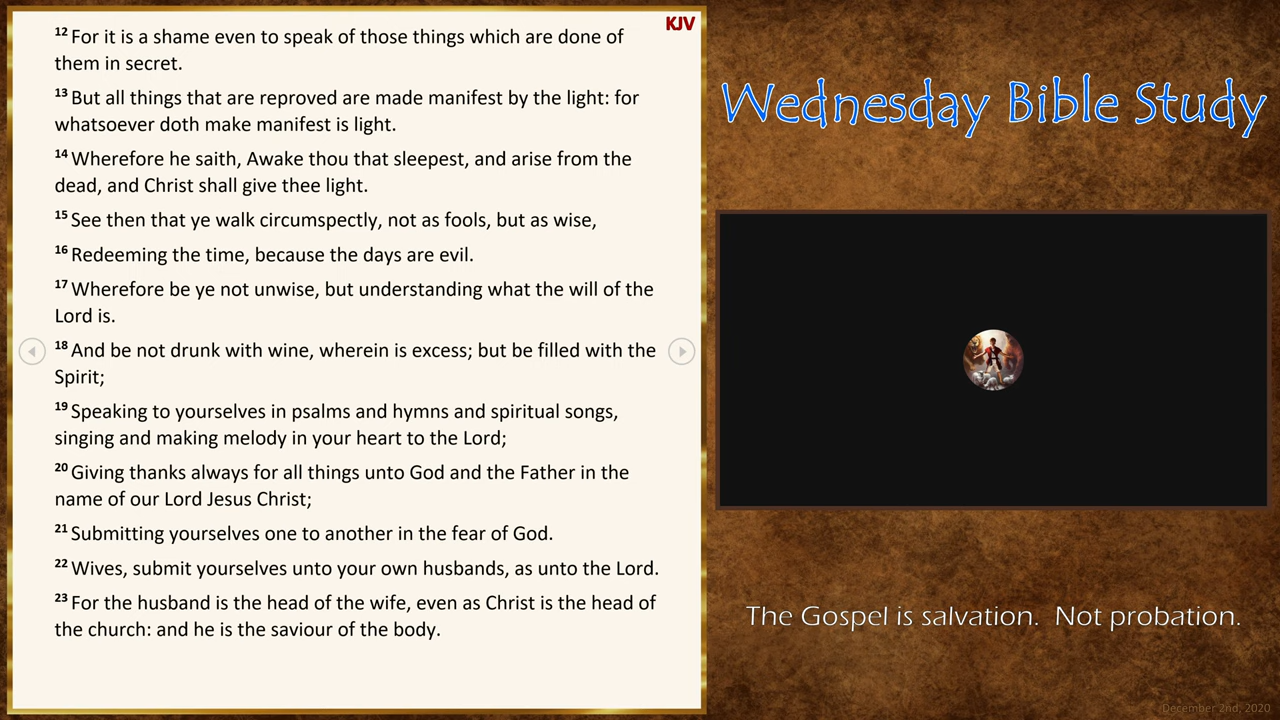 KJV
12 For it is a shame even to speak of those things which are done of
them in secret.
13 But all things that are reproved are made manifest by the light: for
whatsoever doth make manifest is light.
14 Wherefore he saith, Awake thou that sleepest, and arise from the
dead, and Christ shall give thee light.
15 See then that ye walk circumspectly, not as fools, but as wise,
16 Redeeming the time, because the days are evil.
17 Wherefore be ye not unwise, but understanding what the will of the
Lord is.
18 And be not drunk with wine, wherein is excess; but be filled with the
Spirit;
19 Speaking to yourselves in psalms and hymns and spiritual songs,
singing and making melody in your heart to the Lord;
20 Giving thanks always for all things unto God and the Father in the
name of our Lord Jesus Christ;
21 Submitting yourselves one to another in the fear of God.
22 Wives, submit yourselves unto your own husbands, as unto the Lord.
23 For the husband is the head of the wife, even as Christ is the head of
the church: and he is the saviour of the body.
Wednesday Bible Study
The Gospel is salvation. Not probation.
December 2nd, 2020